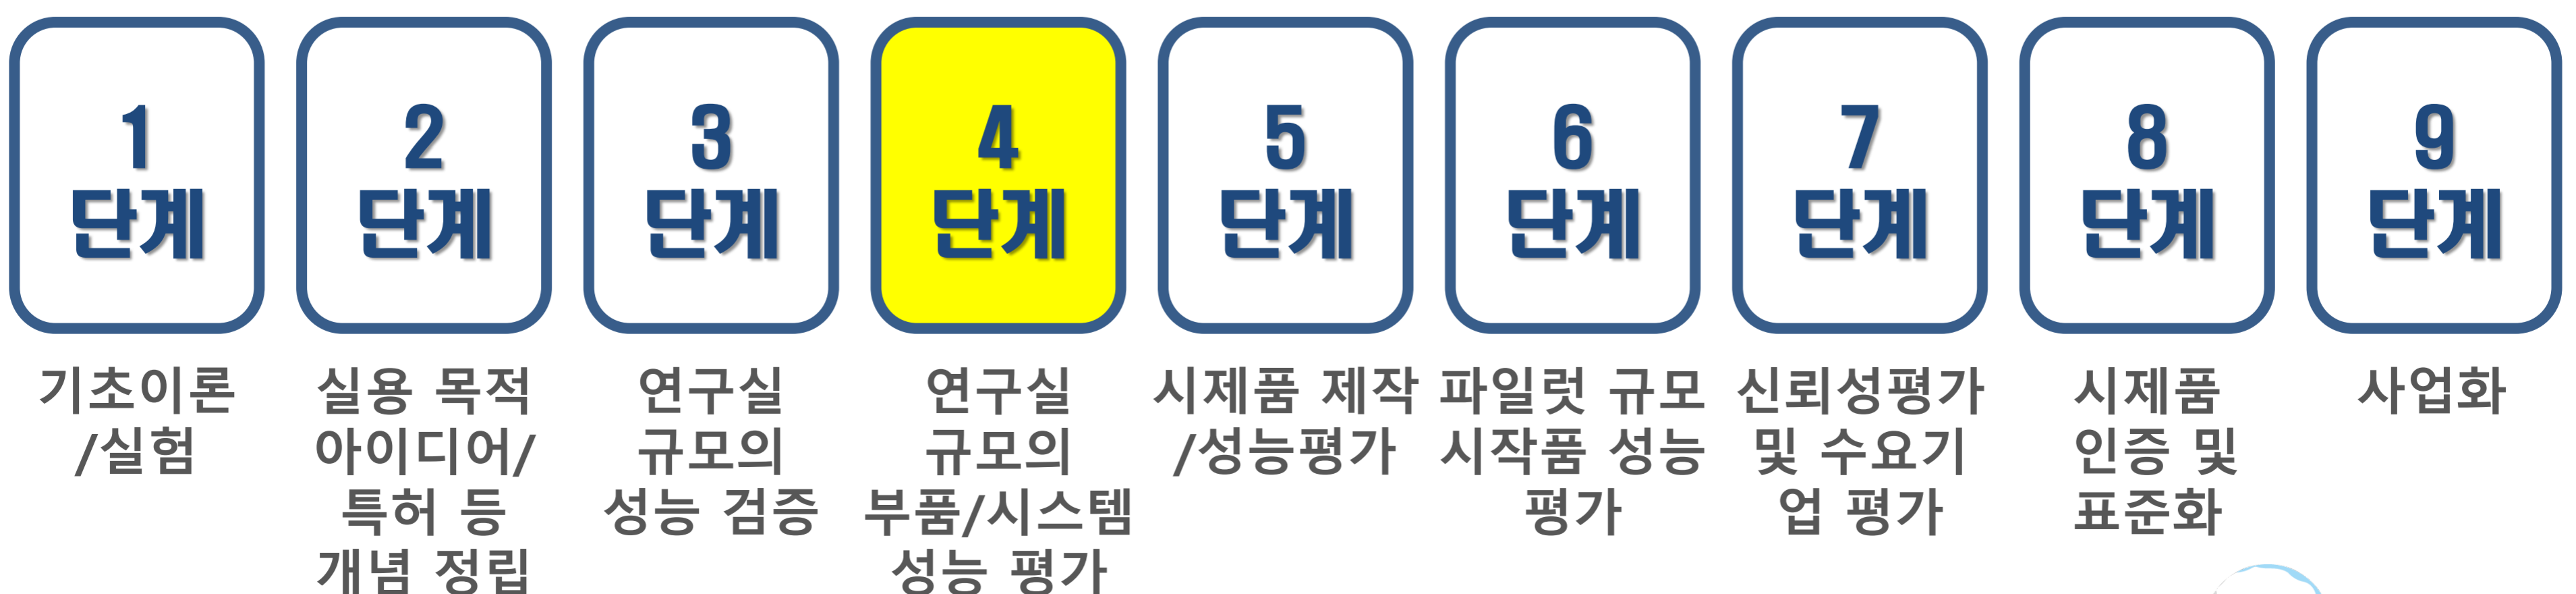 1
단계
2
단계
3
단계
4
단계
5
단계
6
단계
7
단계
8
단계
9
단계
기초이론
/실험
실용 목적
아이디어/
특허 등
개념 정립
연구실
규모의
성능 검증
연구실
규모의
부품/시스템
성능 평가
시제품 제작
/성능평가
파일럿 규모
시작품 성능
평가
신뢰성평가
및 수요기
업 평가
시제품
인증 및
표준화
사업화